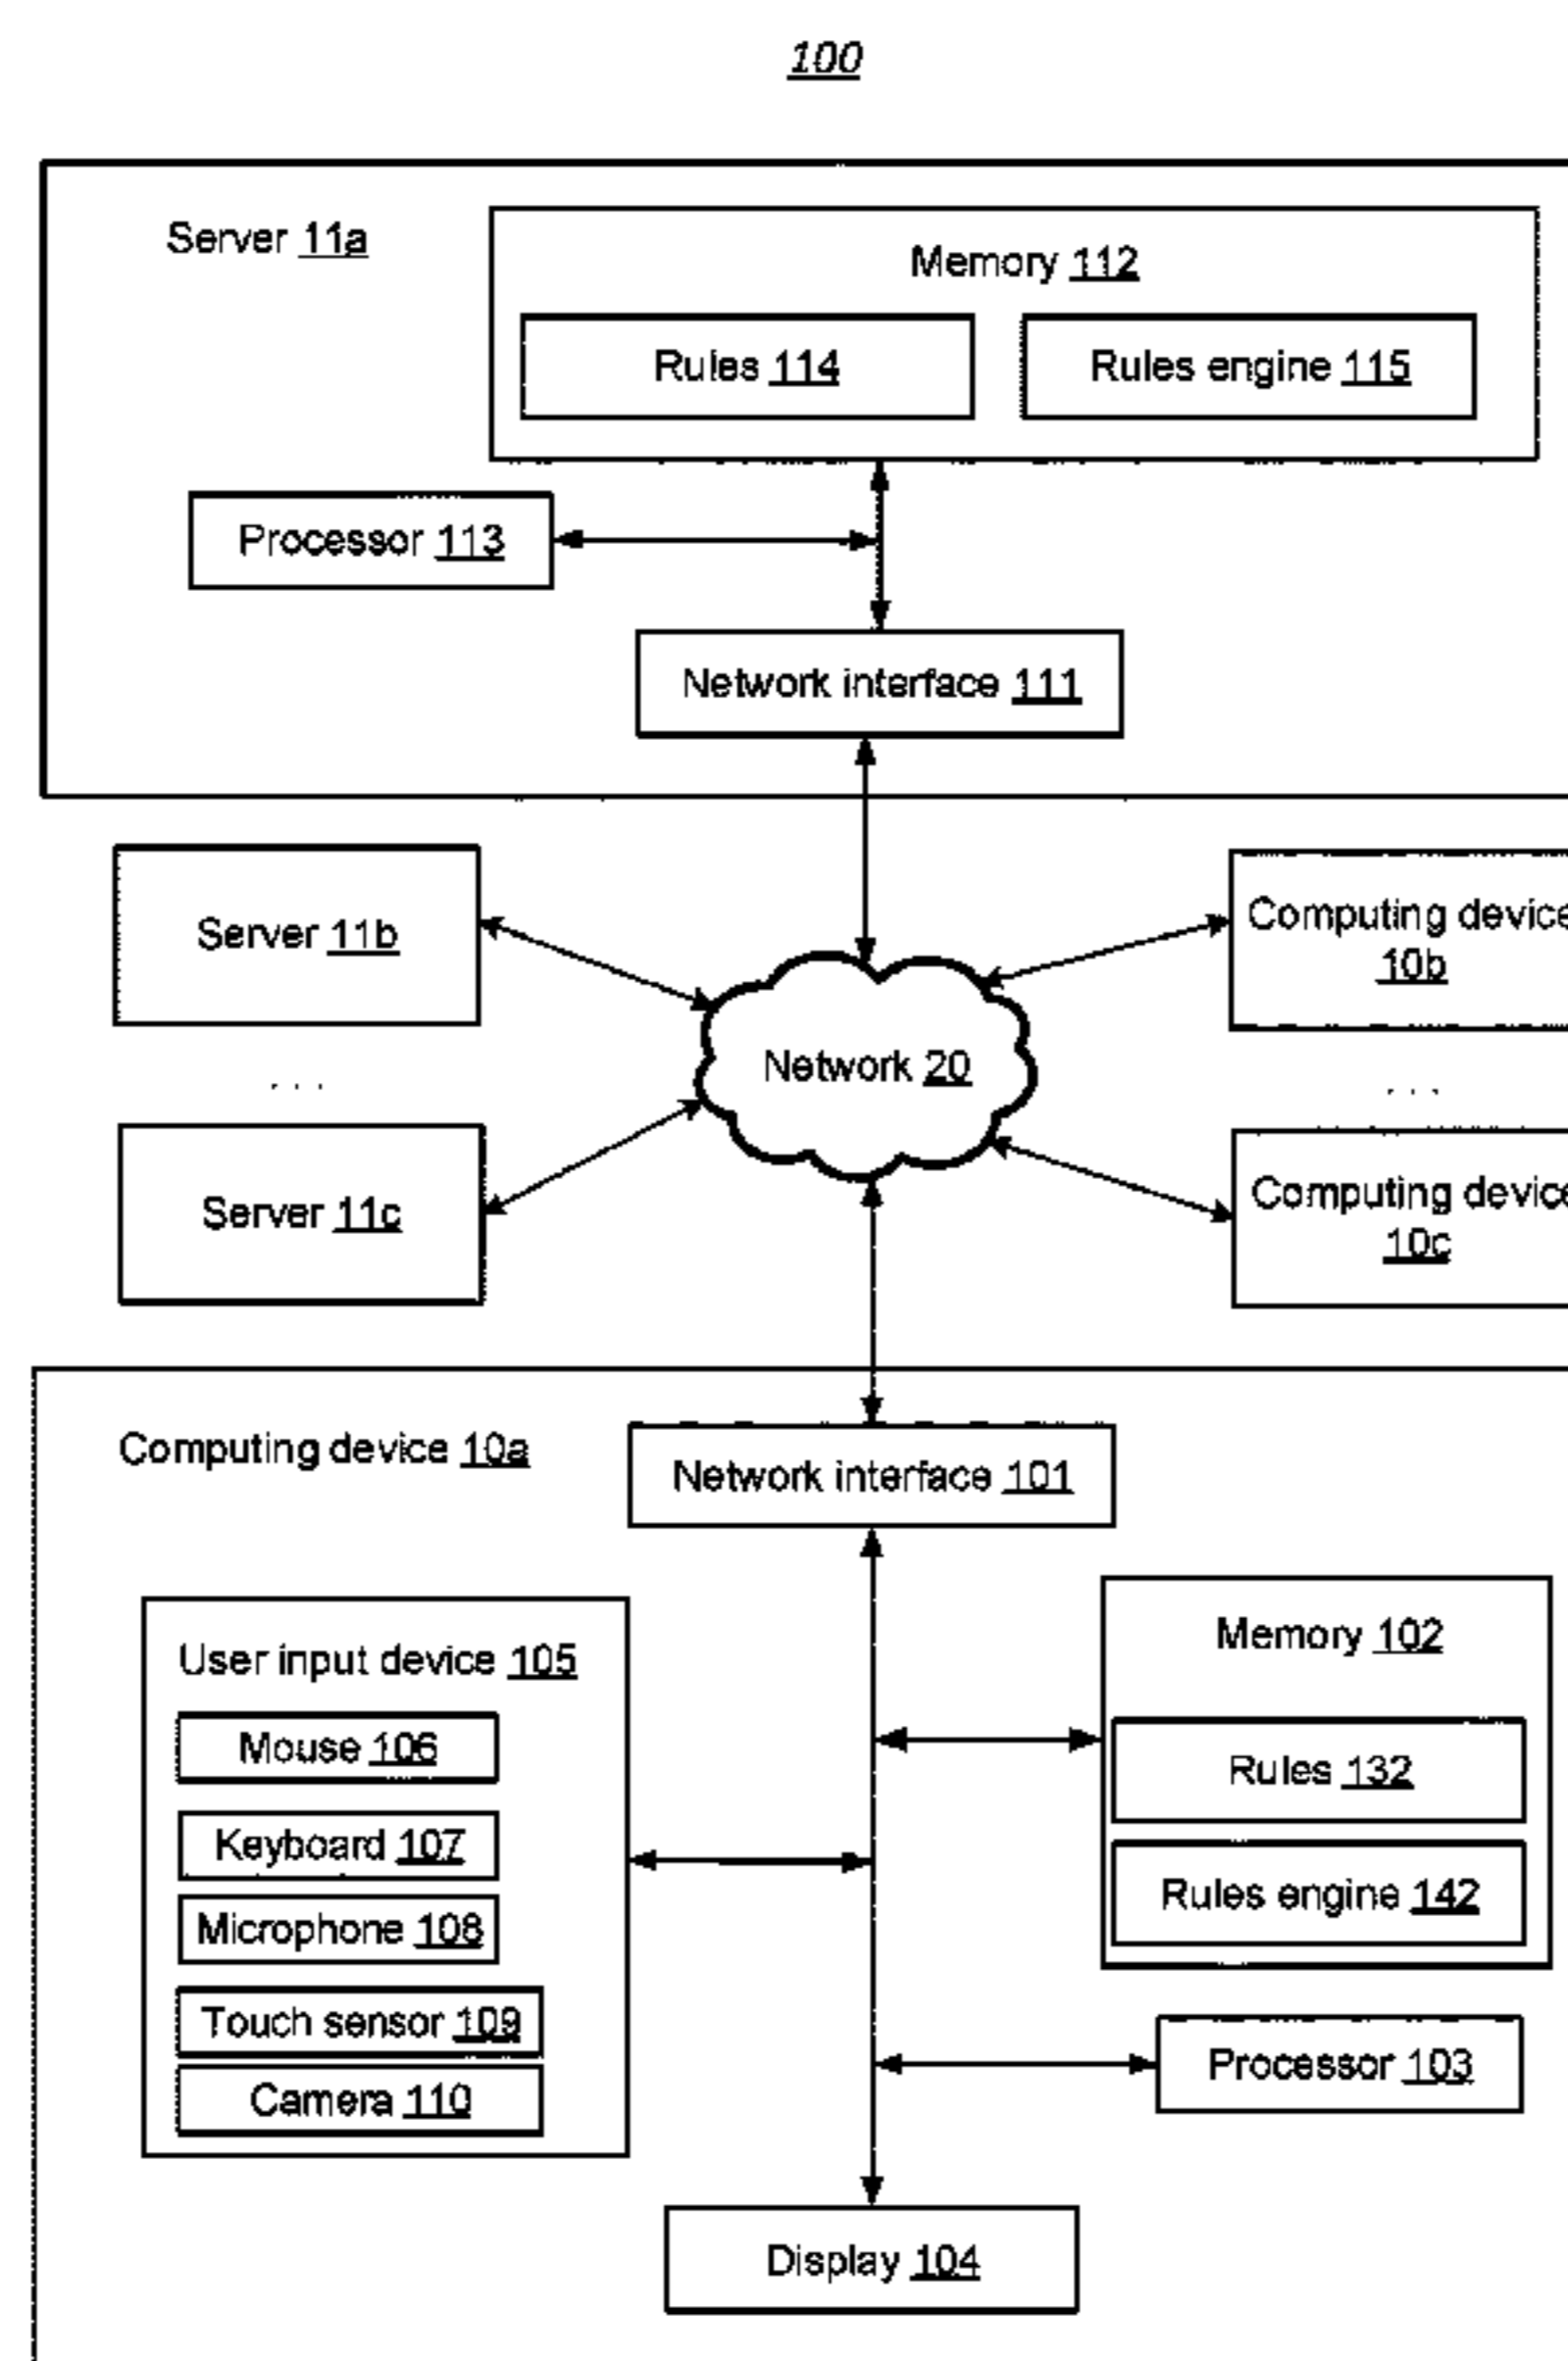 100
Server 11a
Memory 112
Rules 114
Rules engine 115
Processor 113
Network interface 111
Server 11b
Computing device
10b
Network 20
. . .
. . .
Server 11c
Computing device
10c
Computing device 10a
Network interface 101
User input device 105
Memory 102
Mouse 106
Rules 132
Keyboard 107
Rules engine 142
Microphone 108
Touch sensor 109
Processor 103
Camera 110
Display 104